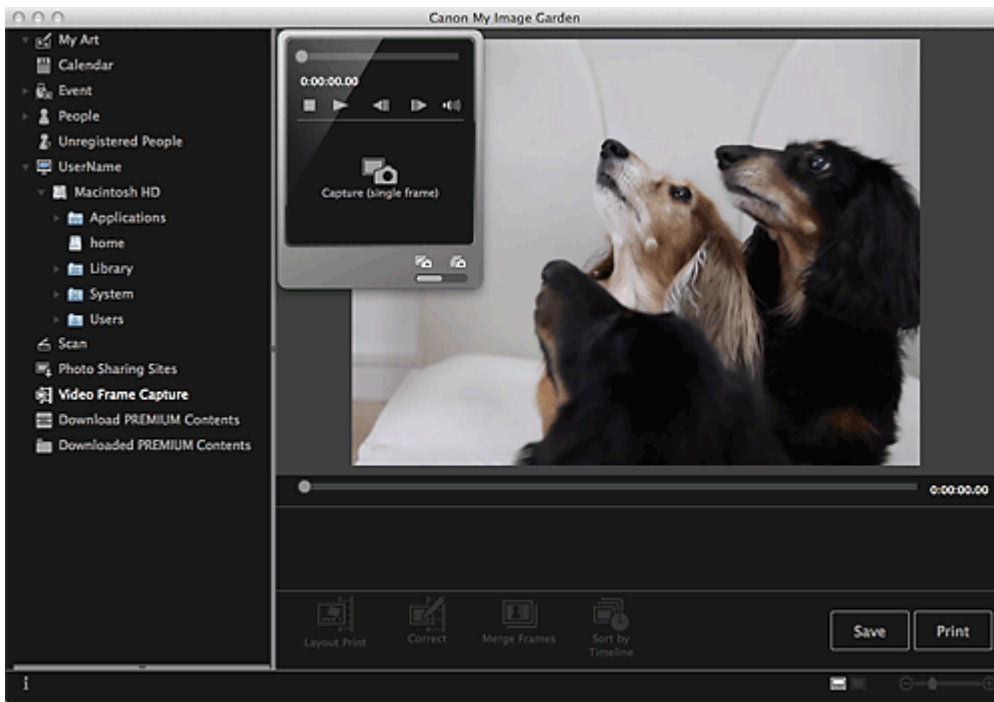 Canon My Image Garden
My Art
Calendar
Event
People
Unregistered People
UserName
Macintosh HD
Applications
home
Library
System
Users
Scan
Photo Sharing Sites
Video Frame Capture
Download PREMIUM Contents
Downloaded PREMIUM Contents
0:00:00.00
Capture (single frame)
0:00:00.00
Layout Print
Correct
Merge Frames
Sort by
Timeline
Save
Print
i